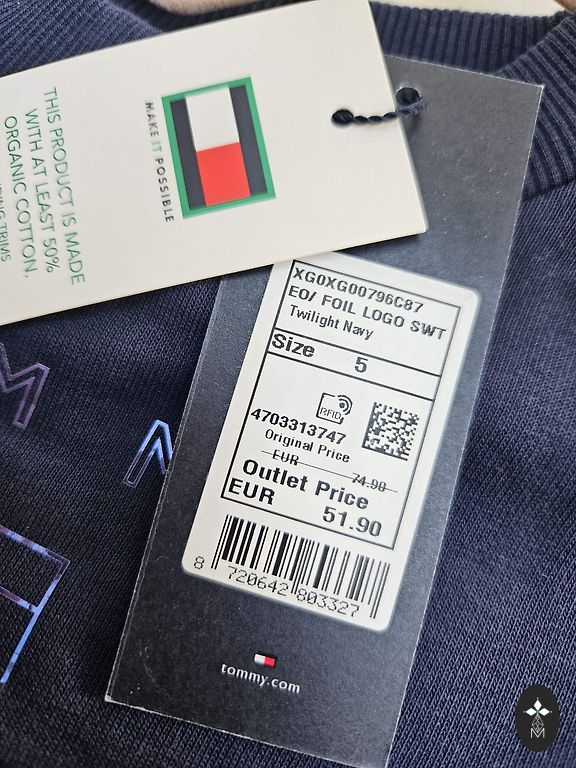 THIS PRODUCT IS MADE
WITH AT LEAST 50%
ORGANIC COTTON,
TRIMS
MAKE IT POSSIBLE
XG0XG00796C87
EO/ FOIL LOGO SWT
Twilight Navy
Size 5
RFID
4703313747
Original Price
EUR 74.90
Outlet Price
EUR 51.90
8 720642 803327
tommy.com
M
M
M